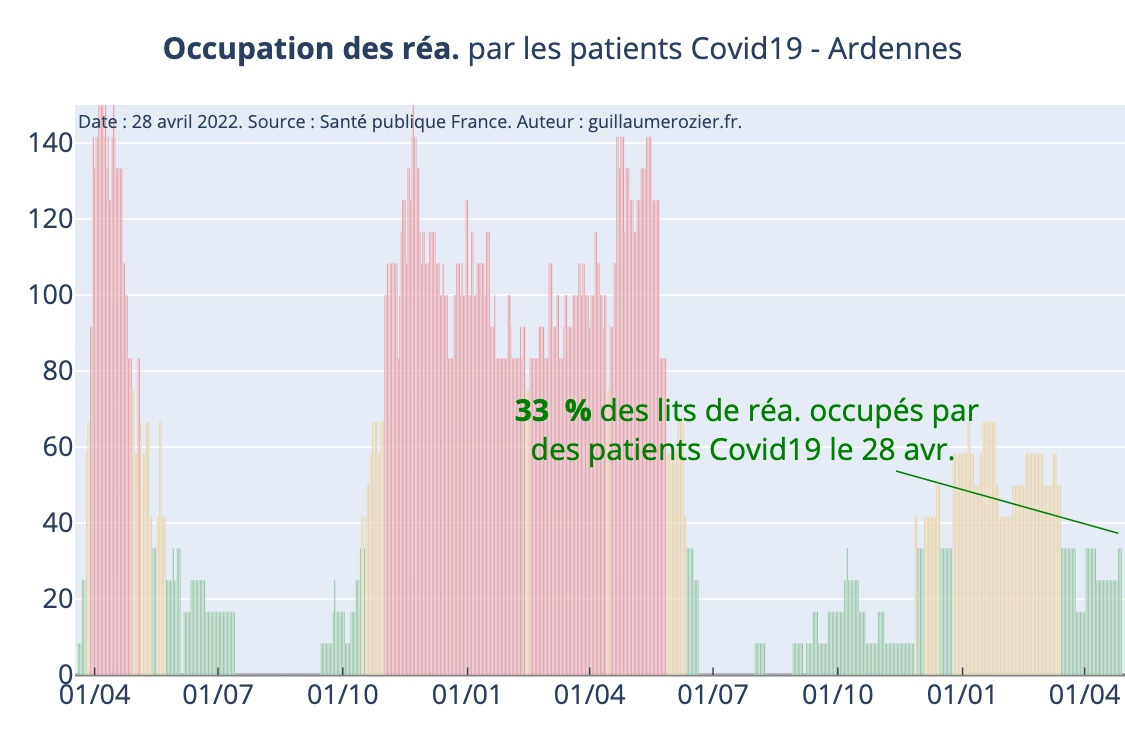 Occupation des réa. par les patients Covid19 - Ardennes
Date : 28 avril 2022. Source : Santé publique France. Auteur : guillaumerozier.fr.
140
120
100
80
60
40
20
0
33 % des lits de réa. occupés par
des patients Covid19 le 28 avr.
01/04 01/07 01/10 01/01 01/04 01/07 01/10 01/01 01/04